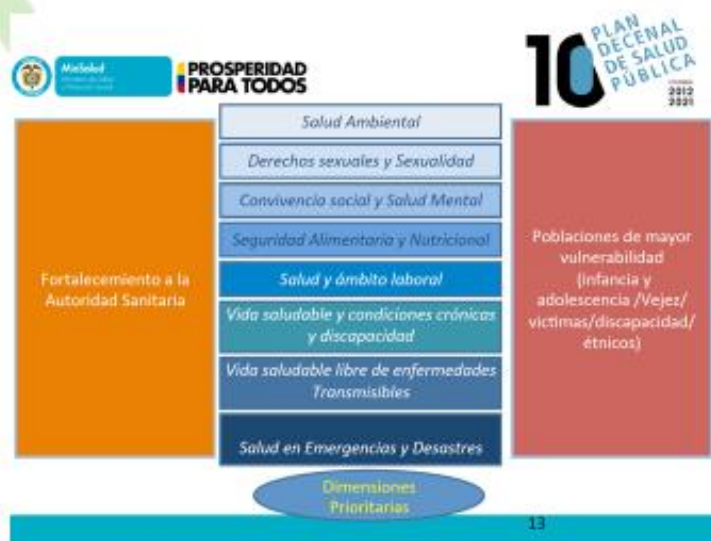 MinSalud
PROSPERIDAD
PARA TODOS
10
PLAN
DECENAL
DE SALUD
PÚBLICA
2012
2021
Salud Ambiental
Derechos sexuales y Sexualidad
Convivencia social y Salud Mental
Seguridad Alimentaria y Nutricional
Salud y ámbito laboral
Vida saludable y condiciones crónicas
y discapacidad
Vida saludable libre de enfermedades
Transmisibles
Salud en Emergencias y Desastres
Fortalecimiento a la
Autoridad Sanitaria
Poblaciones de mayor
vulnerabilidad
(infancia y
adolescencia /Vejez/
victimas/discapacidad/
étnicos)
Dimensiones
Prioritarias
13